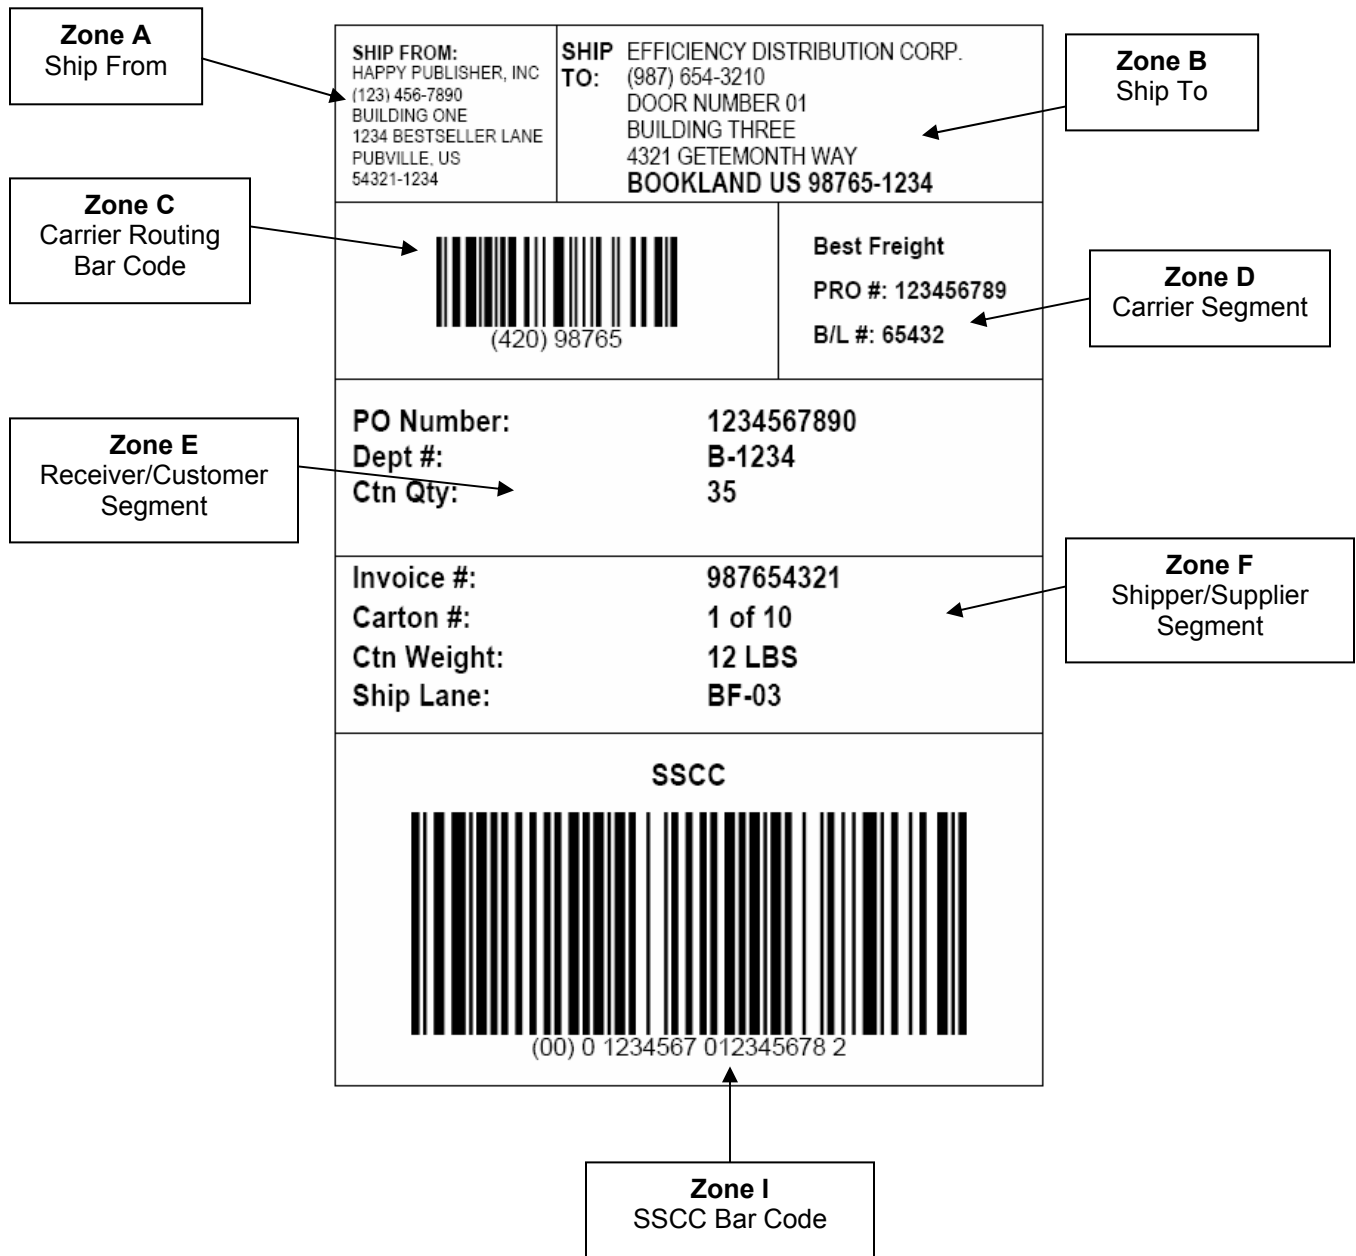 Zone A
Ship From
SHIP FROM:
HAPPY PUBLISHER, INC
(123) 456-7890
BUILDING ONE
1234 BESTSELLER LANE
PUBVILLE, US
54321-1234
SHIP TO:
EFFICIENCY DISTRIBUTION CORP.
(987) 654-3210
DOOR NUMBER 01
BUILDING THREE
4321 GETEMONTH WAY
BOOKLAND US 98765-1234
Zone B
Ship To
Zone C
Carrier Routing
Bar Code
(420) 98765
Best Freight
PRO #: 123456789
B/L #: 65432
Zone D
Carrier Segment
Zone E
Receiver/Customer
Segment
PO Number: 1234567890
Dept #: B-1234
Ctn Qty: 35
Invoice #: 987654321
Carton #: 1 of 10
Ctn Weight: 12 LBS
Ship Lane: BF-03
Zone F
Shipper/Supplier
Segment
SSCC
(00) 0 1234567 012345678 2
Zone I
SSCC Bar Code